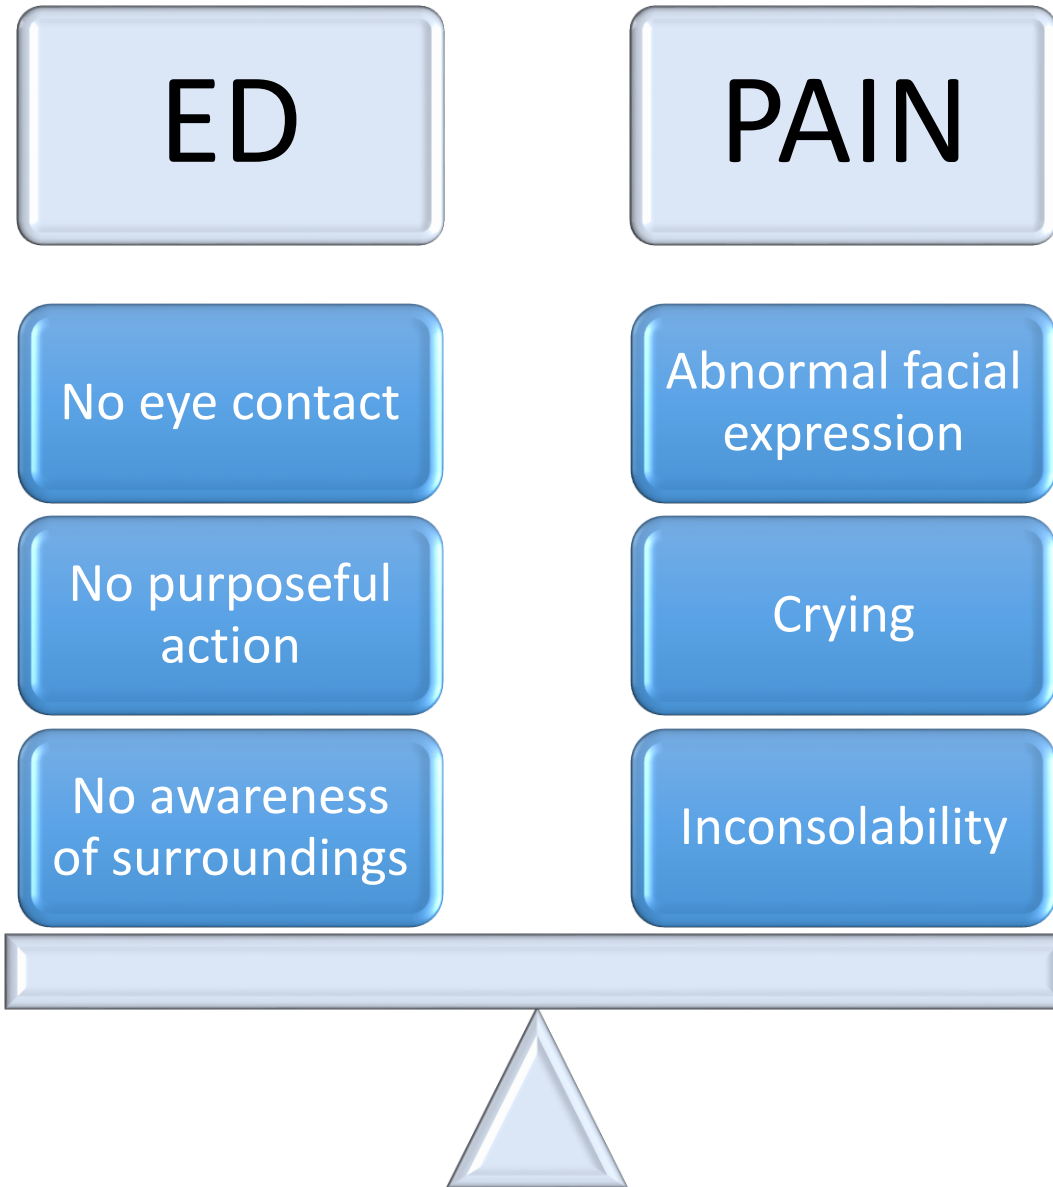 ED
No eye contact
No purposeful
action
No awareness
of surroundings
PAIN
Abnormal facial
expression
Crying
Inconsolability